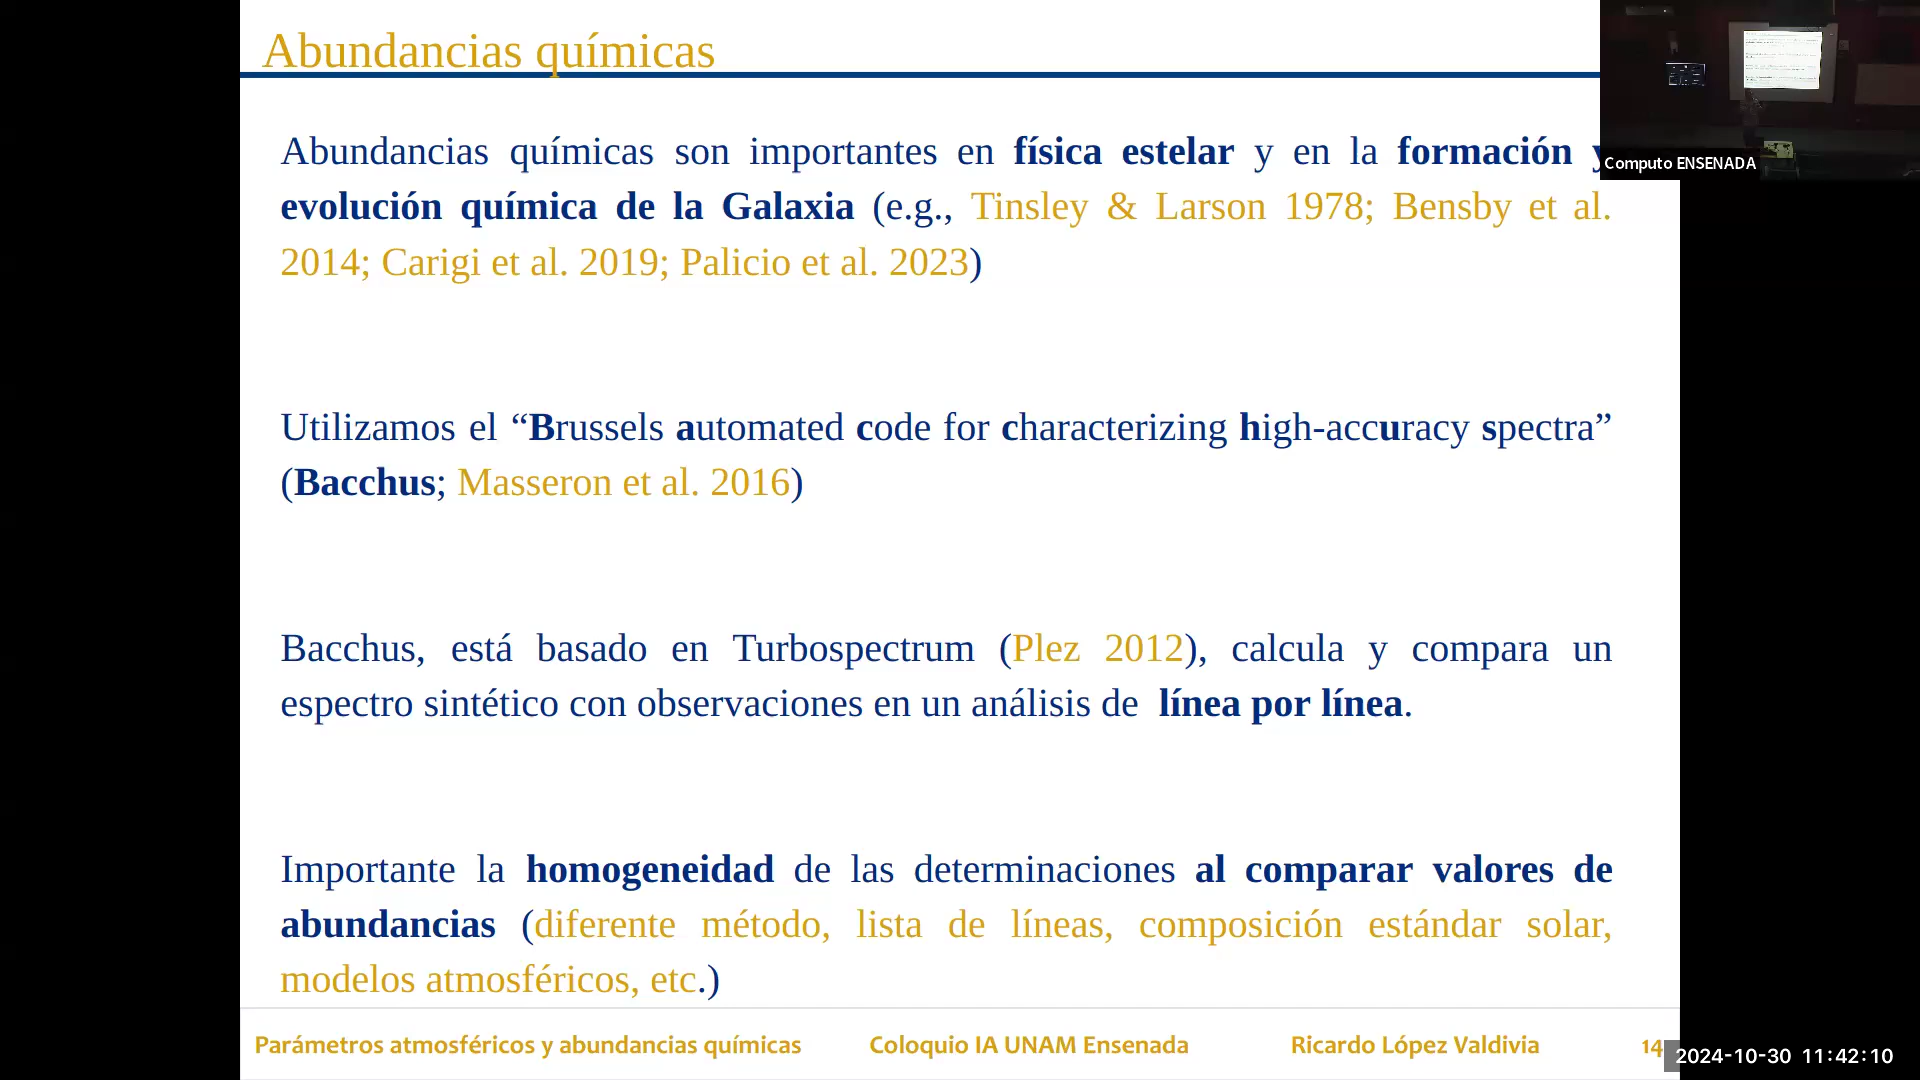 Abundancias químicas
Abundancias químicas son importantes en física estelar y en la formación y
evolución química de la Galaxia (e.g., Tinsley & Larson 1978; Bensby et al.
2014; Carigi et al. 2019; Palicio et al. 2023)
Utilizamos el “Brussels automated code for characterizing high-accuracy spectra”
(Bacchus; Masseron et al. 2016)
Bacchus, está basado en Turbospectrum (Plez 2012), calcula y compara un
espectro sintético con observaciones en un análisis de línea por línea.
Importante la homogeneidad de las determinaciones al comparar valores de
abundancias (diferente método, lista de líneas, composición estándar solar,
modelos atmosféricos, etc.)
Parámetros atmosféricos y abundancias químicas Coloquio IA UNAM Ensenada Ricardo López Valdivia 14
Computo ENSENADA
2024-10-30 11:42:10